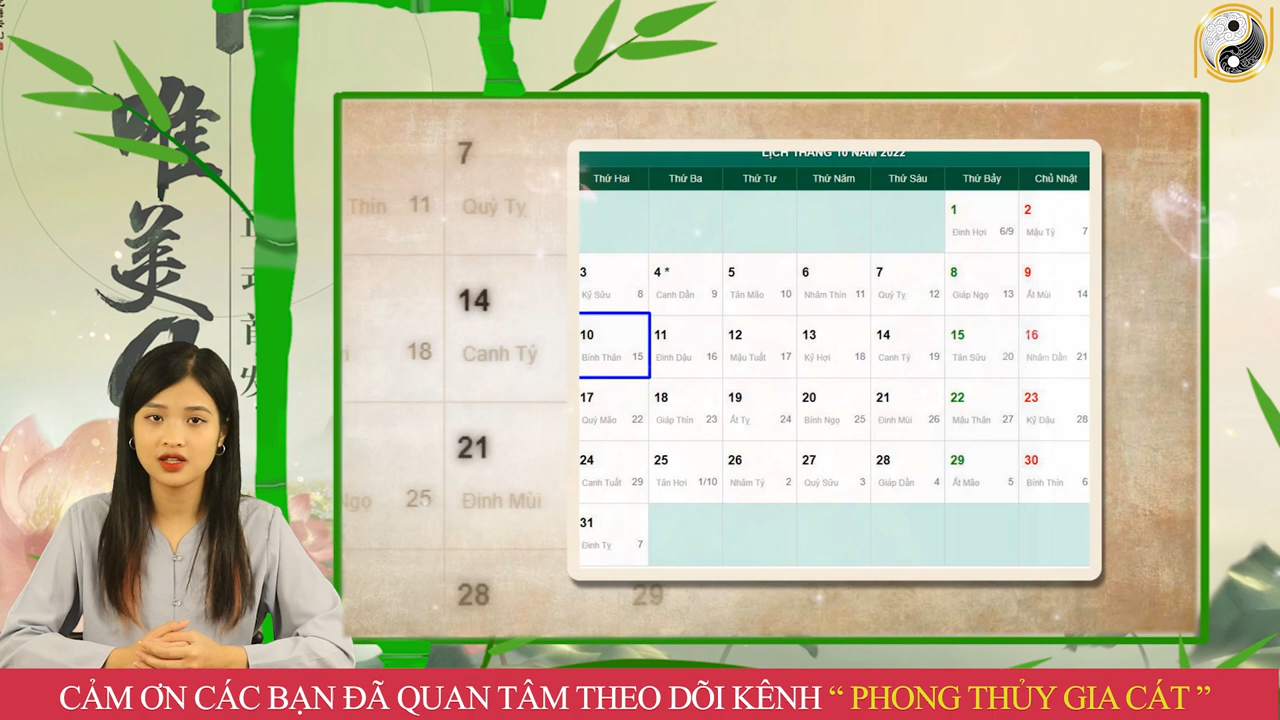 唯
美
7
Thìn 11 Quý Tỵ
14
18 Canh Tý
21
Ngọ 25 Đinh Mùi
28 29
LỊCH THÁNG 10 NĂM 2022
Thứ Hai Thứ Ba Thứ Tư Thứ Năm Thứ Sáu Thứ Bảy Chủ Nhật
1 2
Đinh Hợi 6/9 Mậu Tý 7
3 4 * 5 6 7 8 9
Kỷ Sửu 8 Canh Dần 9 Tân Mão 10 Nhâm Thìn 11 Quý Tỵ 12 Giáp Ngọ 13 Ất Mùi 14
10 11 12 13 14 15 16
Bính Thân 15 Đinh Dậu 16 Mậu Tuất 17 Kỷ Hợi 18 Canh Tý 19 Tân Sửu 20 Nhâm Dần 21
17 18 19 20 21 22 23
Quý Mão 22 Giáp Thìn 23 Ất Tỵ 24 Bính Ngọ 25 Đinh Mùi 26 Mậu Thân 27 Kỷ Dậu 28
24 25 26 27 28 29 30
Canh Tuất 29 Tân Hợi 1/10 Nhâm Tý 2 Quý Sửu 3 Giáp Dần 4 Ất Mão 5 Bính Thìn 6
31
Đinh Tỵ 7
CẢM ƠN CÁC BẠN ĐÃ QUAN TÂM THEO DÕI KÊNH “ PHONG THỦY GIA CÁT ”